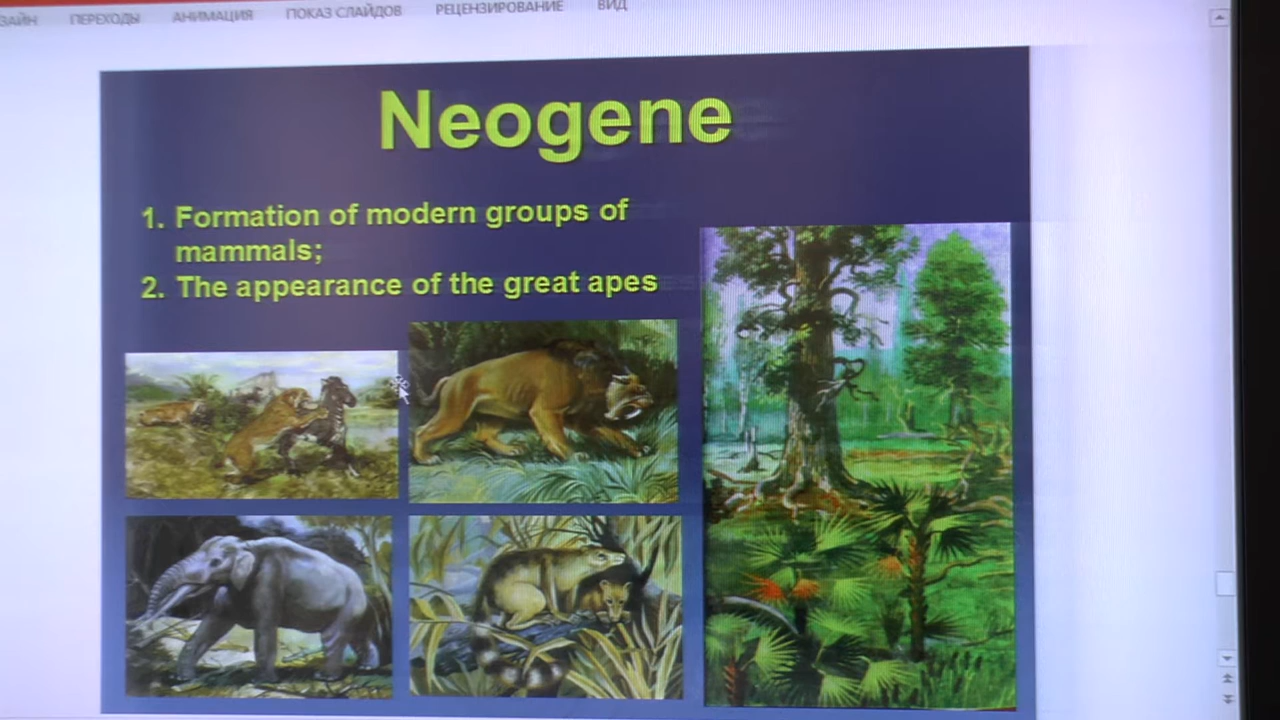 ЗАЙН ПЕРЕХОДЫ АНИМАЦИЯ ПОКАЗ СЛАЙДОВ РЕЦЕНЗИРОВАНИЕ ВИД
Neogene
1. Formation of modern groups of
mammals;
2. The appearance of the great apes